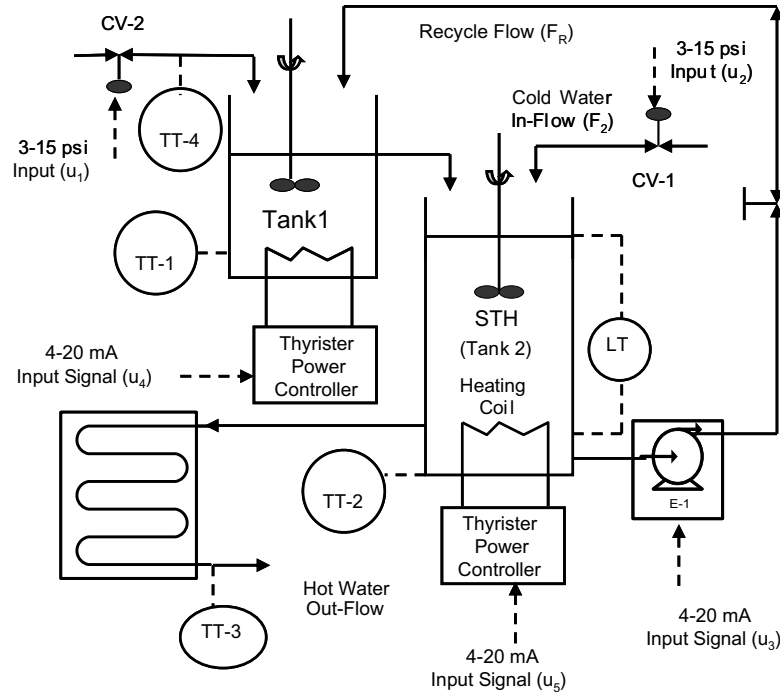 CV-2
Recycle Flow (F_R)
3-15 psi
Input (u_2)
Cold Water
In-Flow (F_2)
TT-4
3-15 psi
Input (u_1)
CV-1
Tank1
TT-1
STH
(Tank 2)
LT
4-20 mA
Input Signal (u_4)
Thyrister
Power
Controller
Heating
Coil
TT-2
E-1
Thyrister
Power
Controller
Hot Water
Out-Flow
TT-3
4-20 mA
Input Signal (u_3)
4-20 mA
Input Signal (u_5)